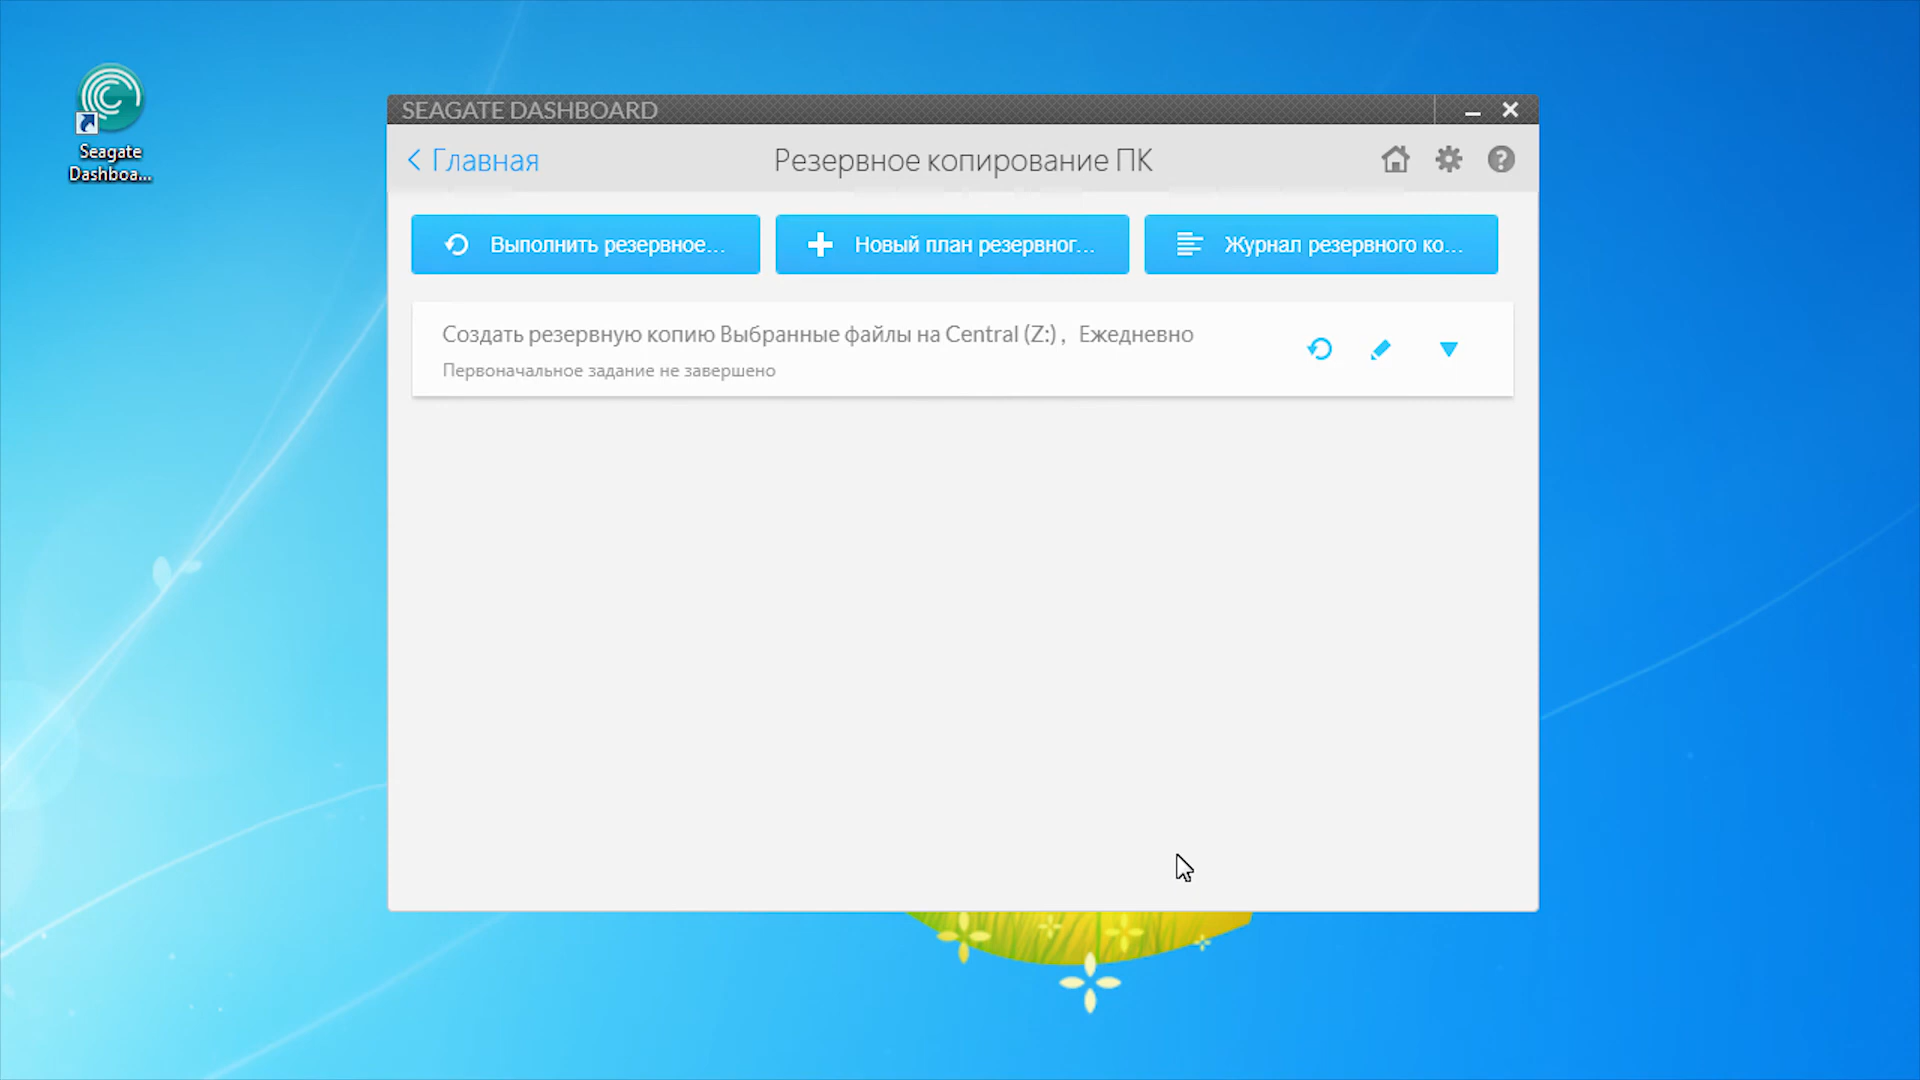 Seagate
Dashboa...
SEAGATE DASHBOARD
Главная
Резервное копирование ПК
Выполнить резервное...
Новый план резервног...
Журнал резервного ко...
Создать резервную копию Выбранные файлы на Central (Z:) , Ежедневно
Первоначальное задание не завершено